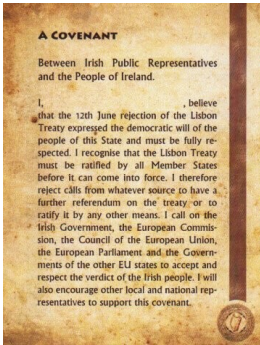 A COVENANT
Between Irish Public Representatives
and the People of Ireland.
I, , believe
that the 12th June rejection of the Lisbon
Treaty expressed the democratic will of the
people of this State and must be fully re-
spected. I recognise that the Lisbon Treaty
must be ratified by all Member States
before it can come into force. I therefore
reject calls from whatever source to have a
further referendum on the treaty or to
ratify it by any other means. I call on the
Irish Government, the European Commis-
sion, the Council of the European Union,
the European Parliament and the Govern-
ments of the other EU states to accept and
respect the verdict of the Irish people. I will
also encourage other local and national rep-
resentatives to support this covenant.